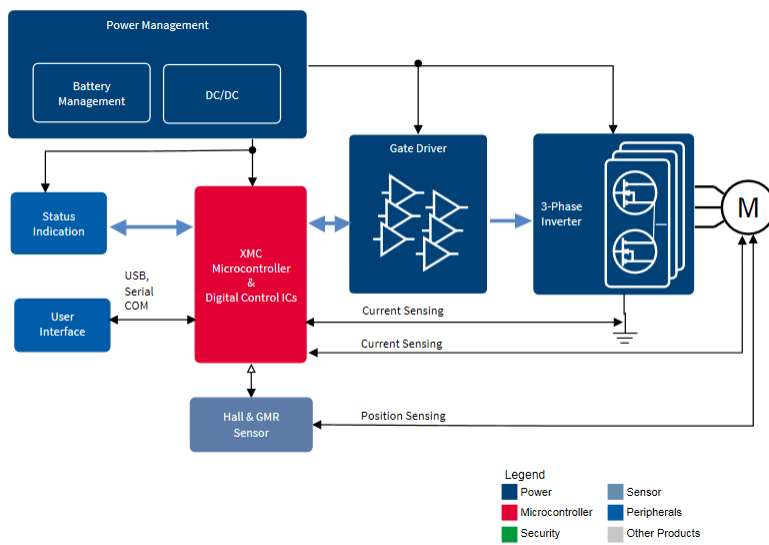 Power Management
Battery
Management
DC/DC
Gate Driver
3-Phase
Inverter
M
Status
Indication
XMC
Microcontroller
&
Digital Control ICs
USB,
Serial
COM
User
Interface
Current Sensing
Current Sensing
Hall & GMR
Sensor
Position Sensing
Legend
Power
Sensor
Microcontroller
Peripherals
Security
Other Products